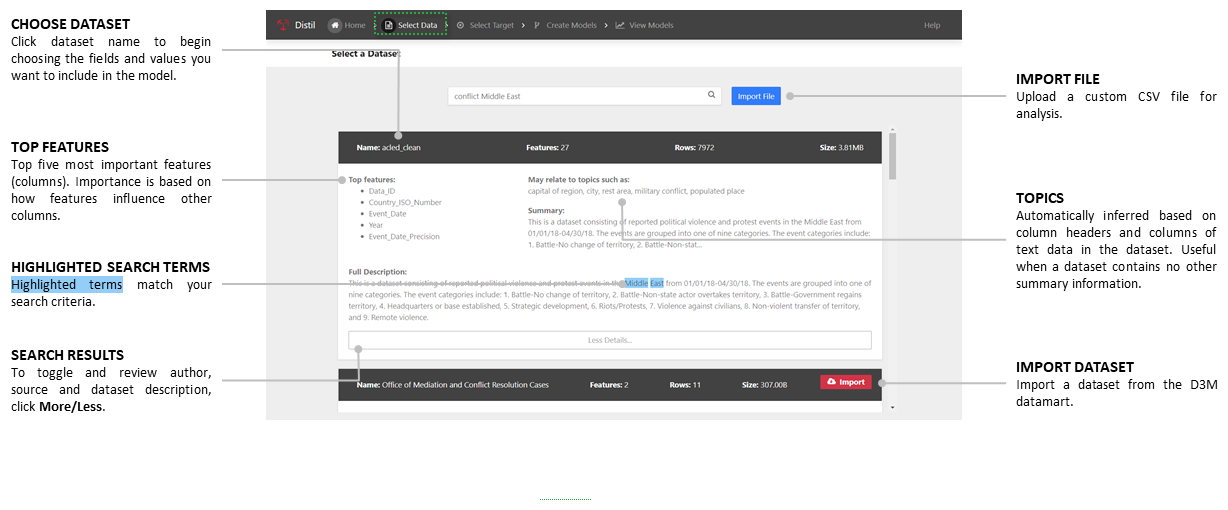 CHOOSE DATASET
Click dataset name to begin
choosing the fields and values you
want to include in the model.
TOP FEATURES
Top five most important features
(columns). Importance is based on
how features influence other
columns.
HIGHLIGHTED SEARCH TERMS
Highlighted terms match your
search criteria.
SEARCH RESULTS
To toggle and review author,
source and dataset description,
click More/Less.
Distil Home Select Data Select Target Create Models View Models Help
Select a Dataset
conflict Middle East
Import File
Name: acled_clean Features: 27 Rows: 7972 Size: 3.81MB
Top features:
Data_ID
Country_ISO_Number
Event_Date
Year
Event_Date_Precision
May relate to topics such as:
capital of region, city, rest area, military conflict, populated place
Summary:
This is a dataset consisting of reported political violence and protest events in the Middle East from
01/01/18-04/30/18. The events are grouped into one of nine categories. The event categories include:
1. Battle-No change of territory, 2. Battle-Non-stat...
Full Description:
This is a dataset consisting of reported political violence and protest events in the Middle East from 01/01/18-04/30/18. The events are grouped into one of
nine categories. The event categories include: 1. Battle-No change of territory, 2. Battle-Non-state actor overtakes territory, 3. Battle-Government regains
territory, 4. Headquarters or base established, 5. Strategic development, 6. Riots/Protests, 7. Violence against civilians, 8. Non-violent transfer of territory,
and 9. Remote violence.
Less Details...
Name: Office of Mediation and Conflict Resolution Cases Features: 2 Rows: 11 Size: 307.00B Import
IMPORT FILE
Upload a custom CSV file for
analysis.
TOPICS
Automatically inferred based on
column headers and columns of
text data in the dataset. Useful
when a dataset contains no other
summary information.
IMPORT DATASET
Import a dataset from the D3M
datamart.